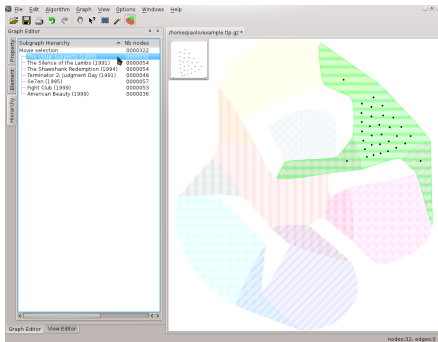 File Edit Algorithm Graph View Options Windows Help
Graph Editor
/home/paolo/example.tlp.gz *
Property
Element
Hierarchy
Subgraph Hierarchy Nb nodes
Movie selection 0000322
The Silence of the Lambs (1991) 0000054
The Shawshank Redemption (1994) 0000054
Terminator 2: Judgment Day (1991) 0000048
Se7en (1995) 0000057
Fight Club (1999) 0000053
American Beauty (1999) 0000036
Graph Editor View Editor
nodes:32, edges:0